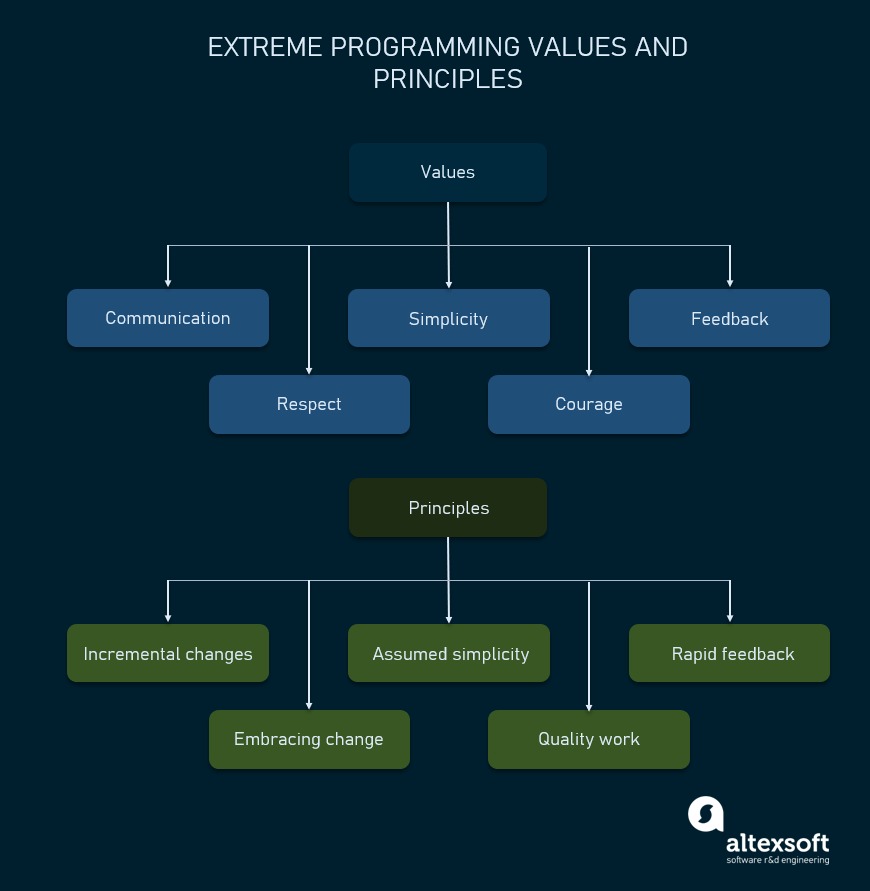 EXTREME PROGRAMMING VALUES AND
PRINCIPLES
Values
Communication
Simplicity
Feedback
Respect
Courage
Principles
Incremental changes
Assumed simplicity
Rapid feedback
Embracing change
Quality work
altexsoft
software r&d engineering